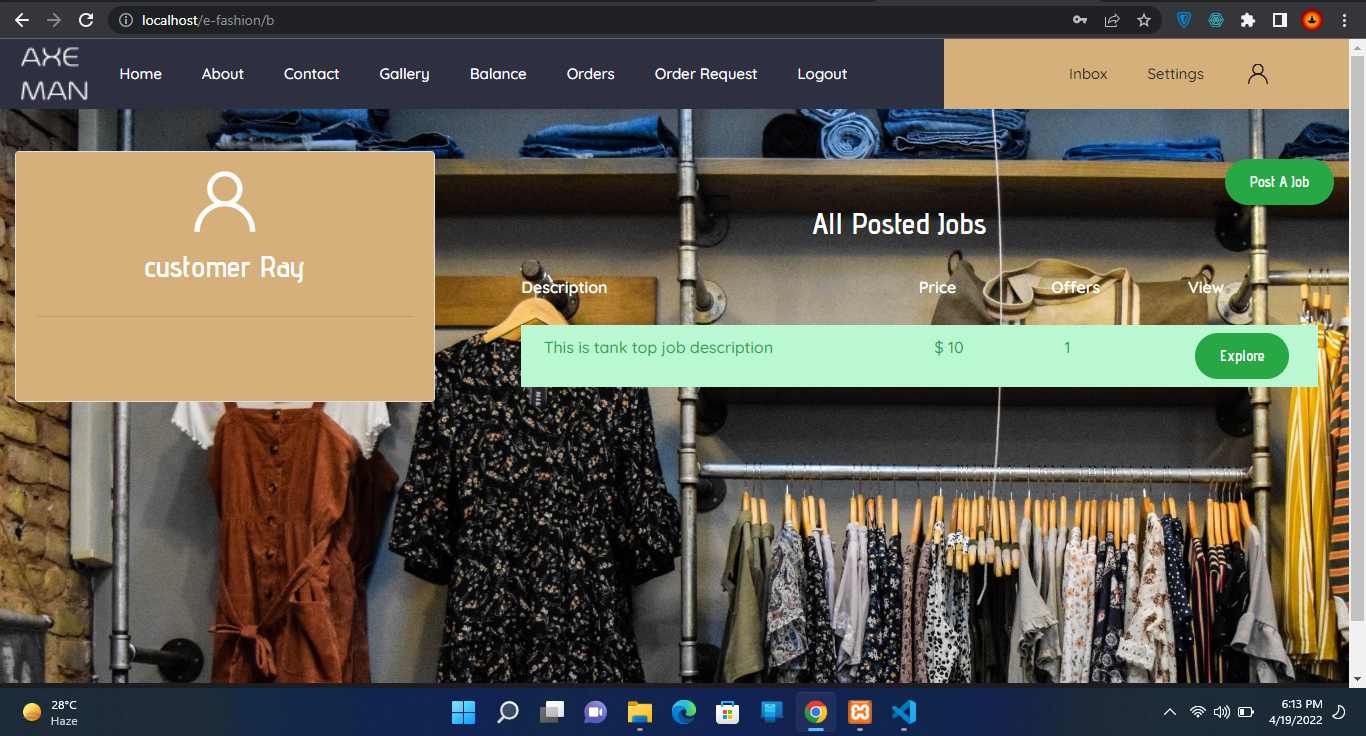 localhost/e-fashion/b
AXE
MAN
Home About Contact Gallery Balance Orders Order Request Logout
Inbox Settings
customer Ray
Post A Job
All Posted Jobs
Description Price Offers View
This is tank top job description $ 10 1 Explore
28°C
Haze
6:13 PM
4/19/2022